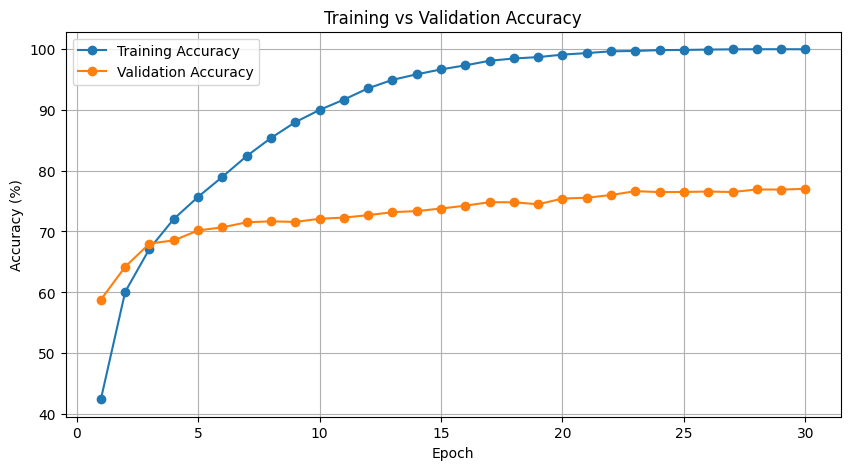 Training vs Validation Accuracy
Training Accuracy
Validation Accuracy
Accuracy (%)
100
90
80
70
60
50
40
0 5 10 15 20 25 30
Epoch